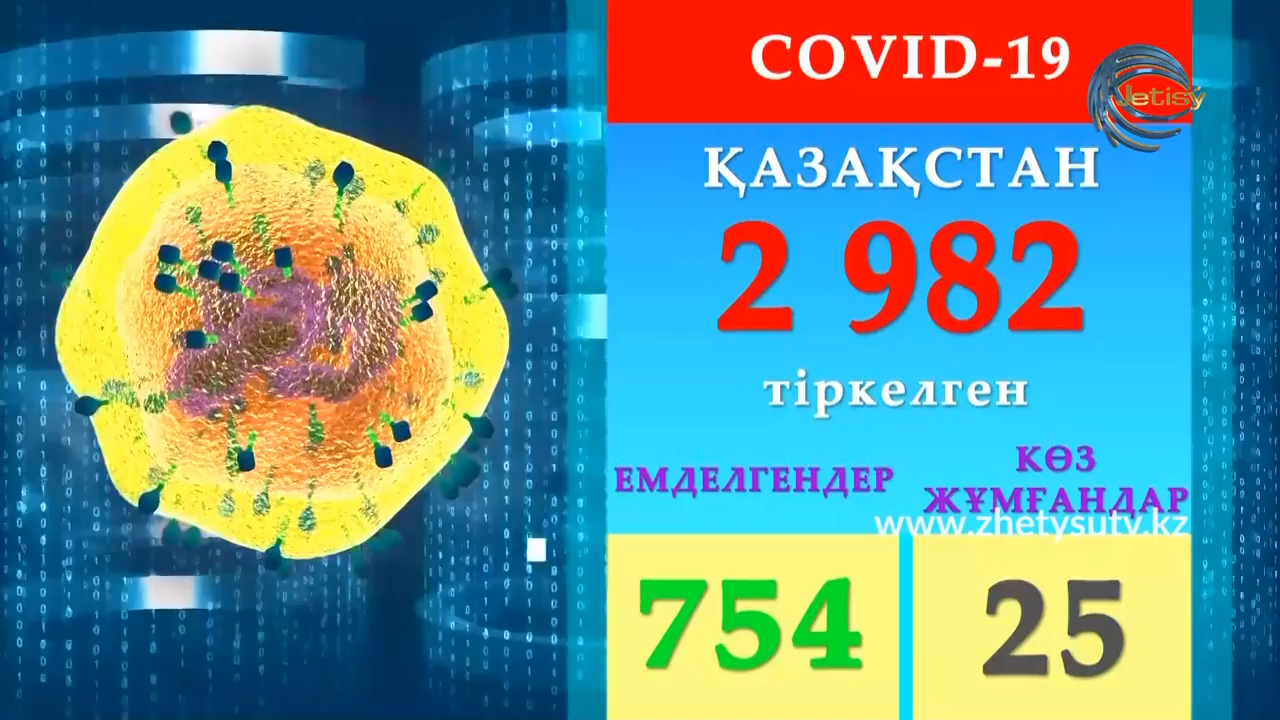 COVID-19
Jetisý
ҚАЗАҚСТАН
2 982
тіркелген
ЕМДЕЛГЕНДЕР
КӨЗ
ЖҰМҒАНДАР
www.zhetysutv.kz
754
25